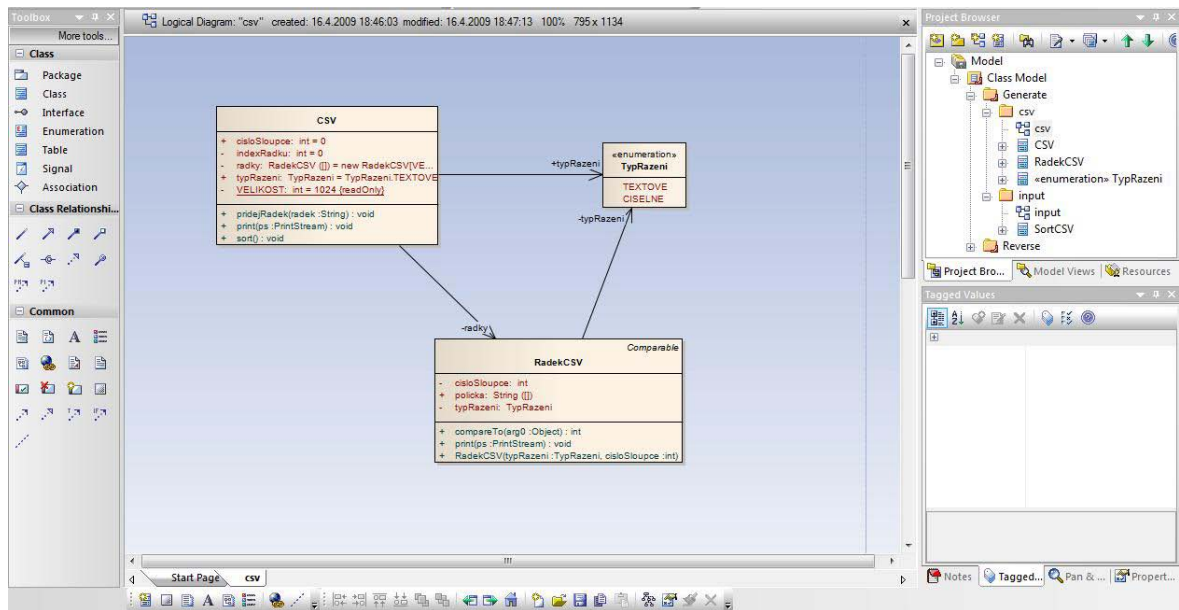 Toolbox
More tools...
Class
Package
Class
Interface
Enumeration
Table
Signal
Association
Class Relationshi...
Common
Logical Diagram: "csv" created: 16.4.2009 18:46:03 modified: 16.4.2009 18:47:13 100% 795 x 1134
CSV
+ cisloSloupce: int = 0
- indexRadku: int = 0
- radky: RadekCSV ([]) = new RadekCSV[VE...
+ typRazeni: TypRazeni = TypRazeni.TEXTOVE
- VELIKOST: int = 1024 {readOnly}
+ pridejRadek(radek :String) : void
+ print(ps :PrintStream) : void
+ sort() : void
+typRazeni
«enumeration»
TypRazeni
TEXTOVE
CISELNE
-typRazeni
-radky
Comparable
RadekCSV
- cisloSloupce: int
+ policka: String ([])
- typRazeni: TypRazeni
+ compareTo(arg0 :Object) : int
+ print(ps :PrintStream) : void
+ RadekCSV(typRazeni :TypRazeni, cisloSloupce :int)
Start Page
csv
Project Browser
Model
Class Model
Generate
csv
csv
CSV
RadekCSV
«enumeration» TypRazeni
input
input
SortCSV
Reverse
Project Bro...
Model Views
Resources
Tagged Values
Notes
Tagged...
Pan & ...
Propert...